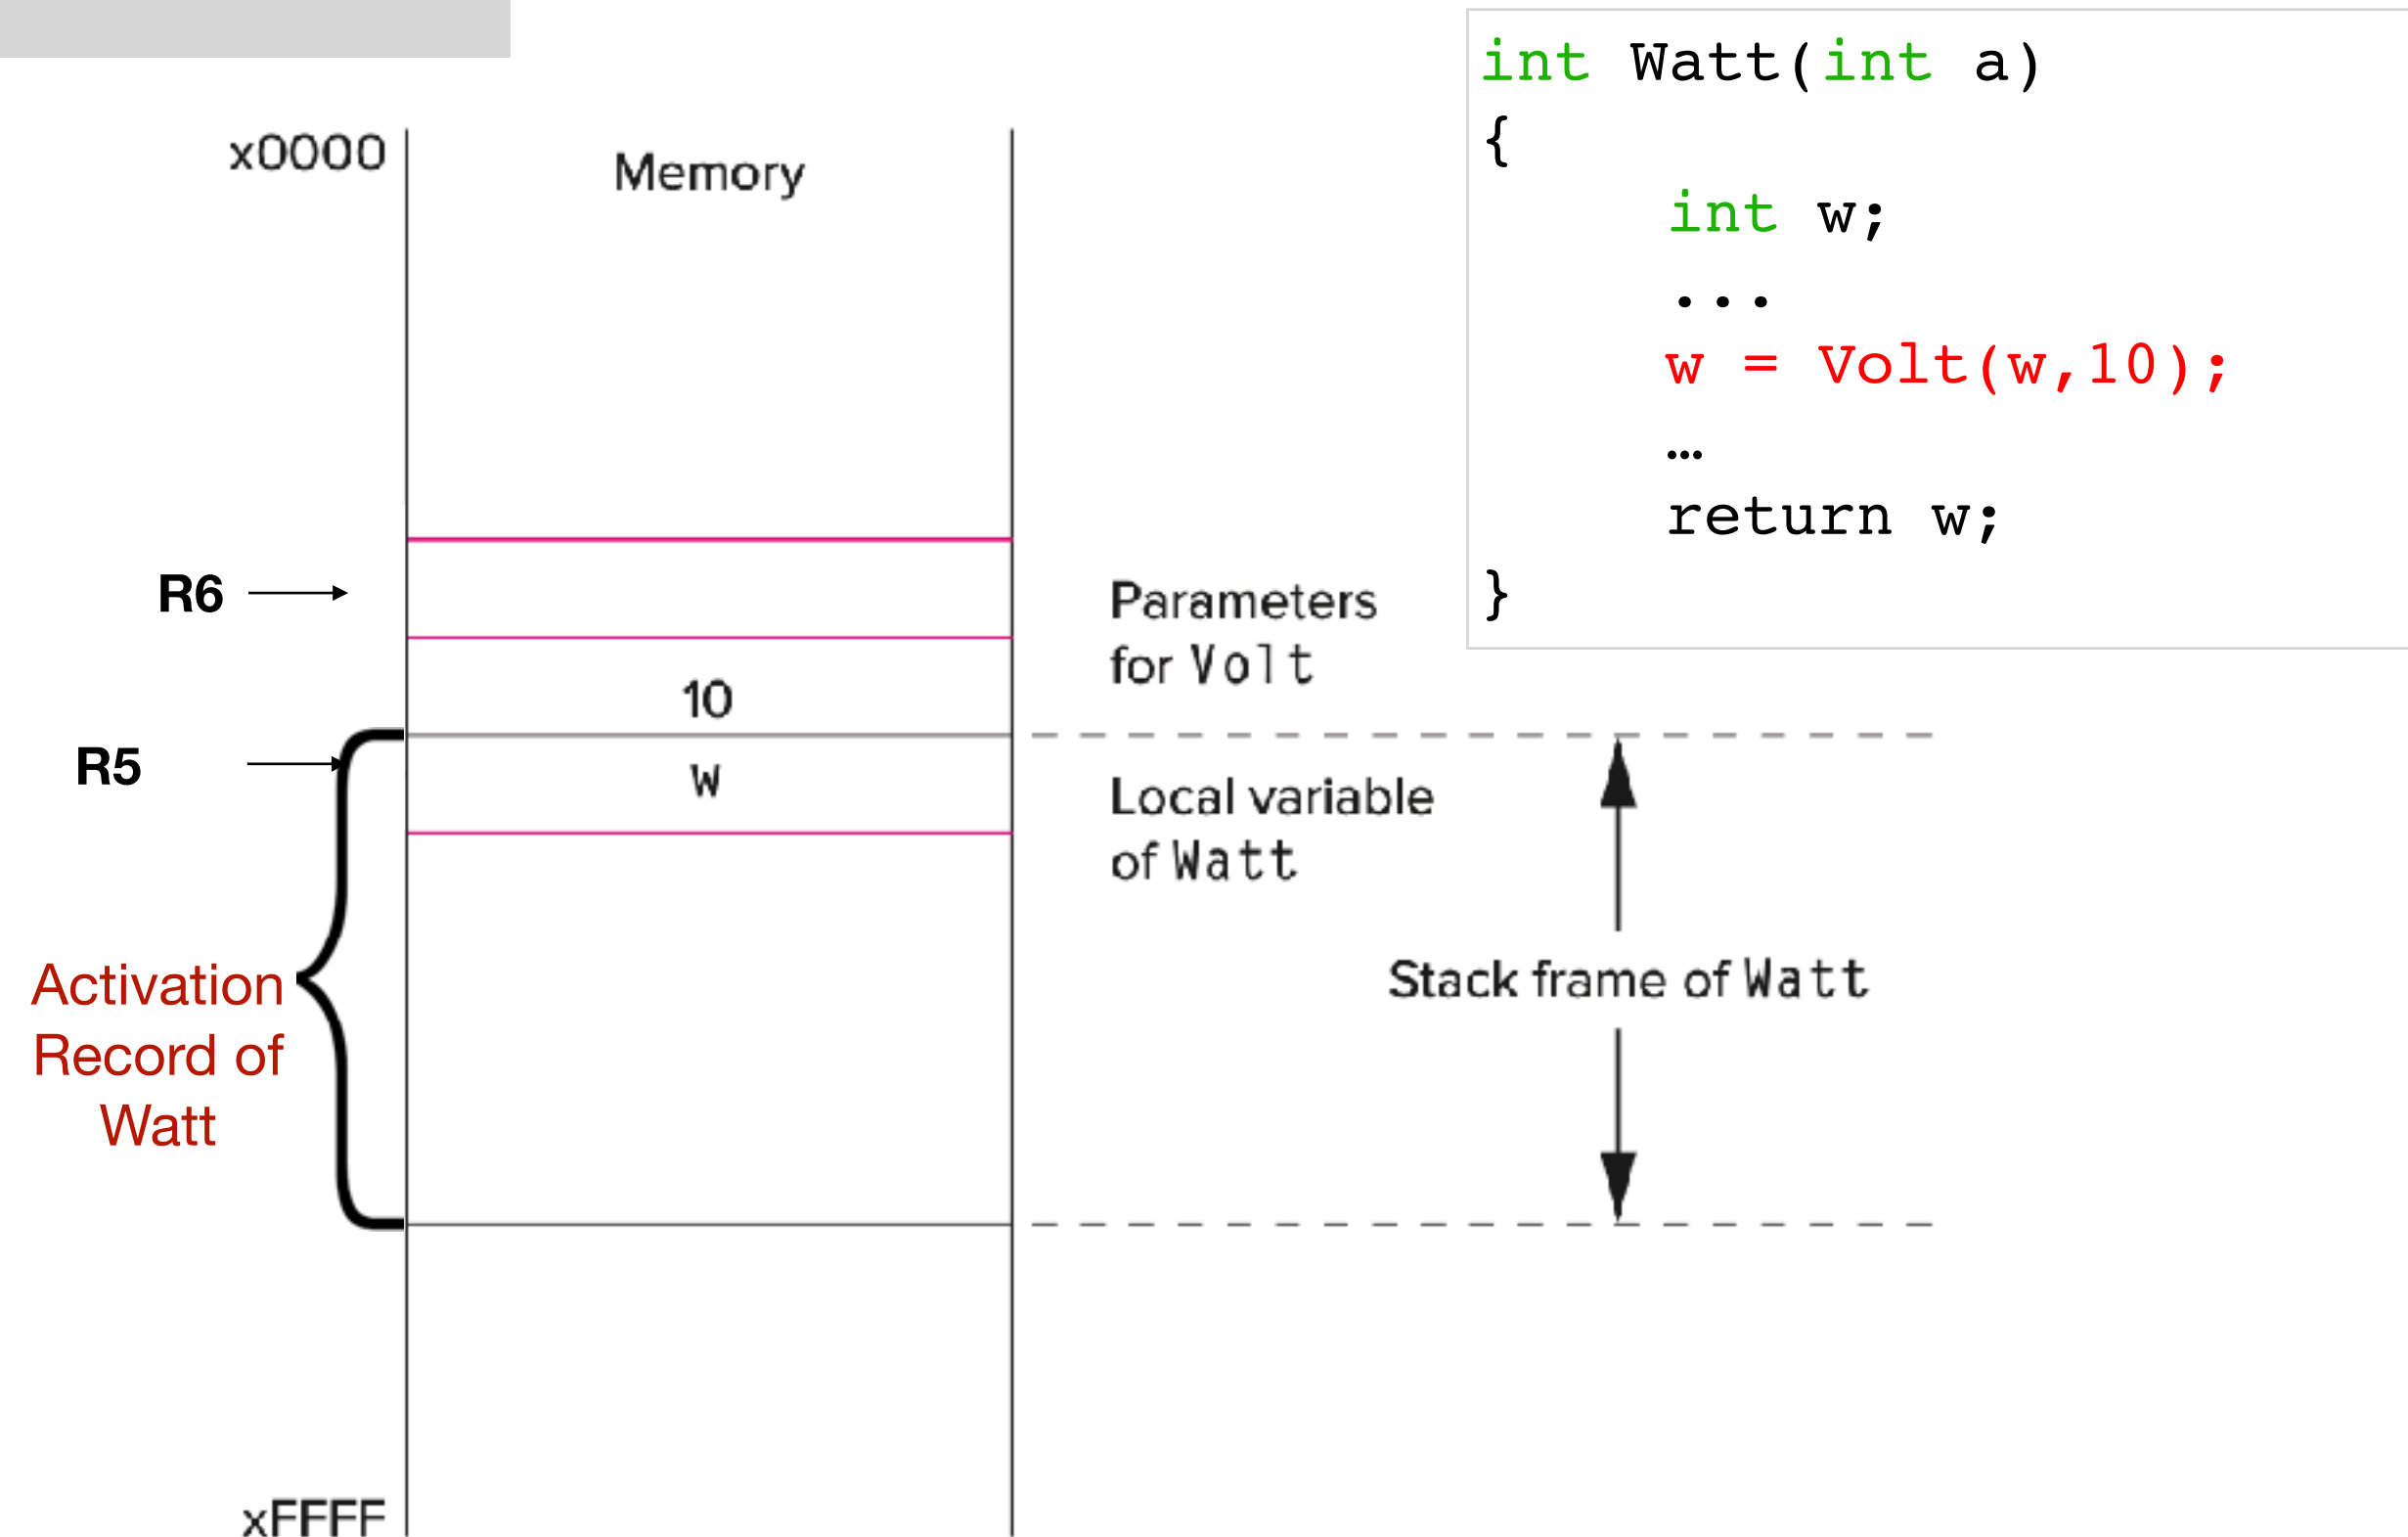 int Watt(int a)
{
int w;
...
w = Volt(w,10);
…
return w;
}
x0000
Memory
R6
Parameters
for Volt
10
R5
w
Local variable
of Watt
Activation
Record of
Watt
Stack frame of Watt
xFFFF